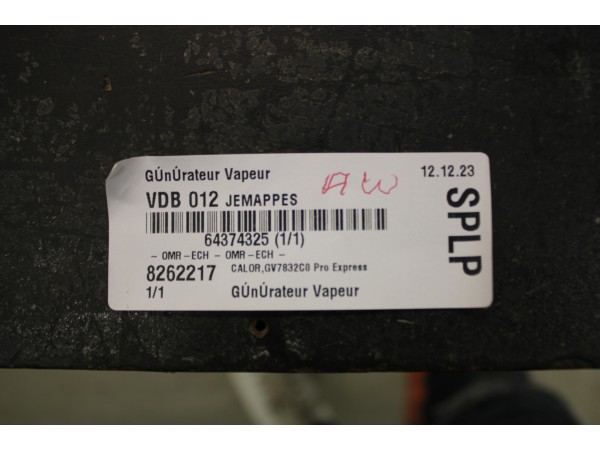 GÚnÚrateur Vapeur 12.12.23
VDB 012 JEMAPPES AW
SPLP
64374325 (1/1)
- OMR-ECH - OMR-ECH -
8262217 CALOR,GV7832C0 Pro Express
1/1 GÚnÚrateur Vapeur